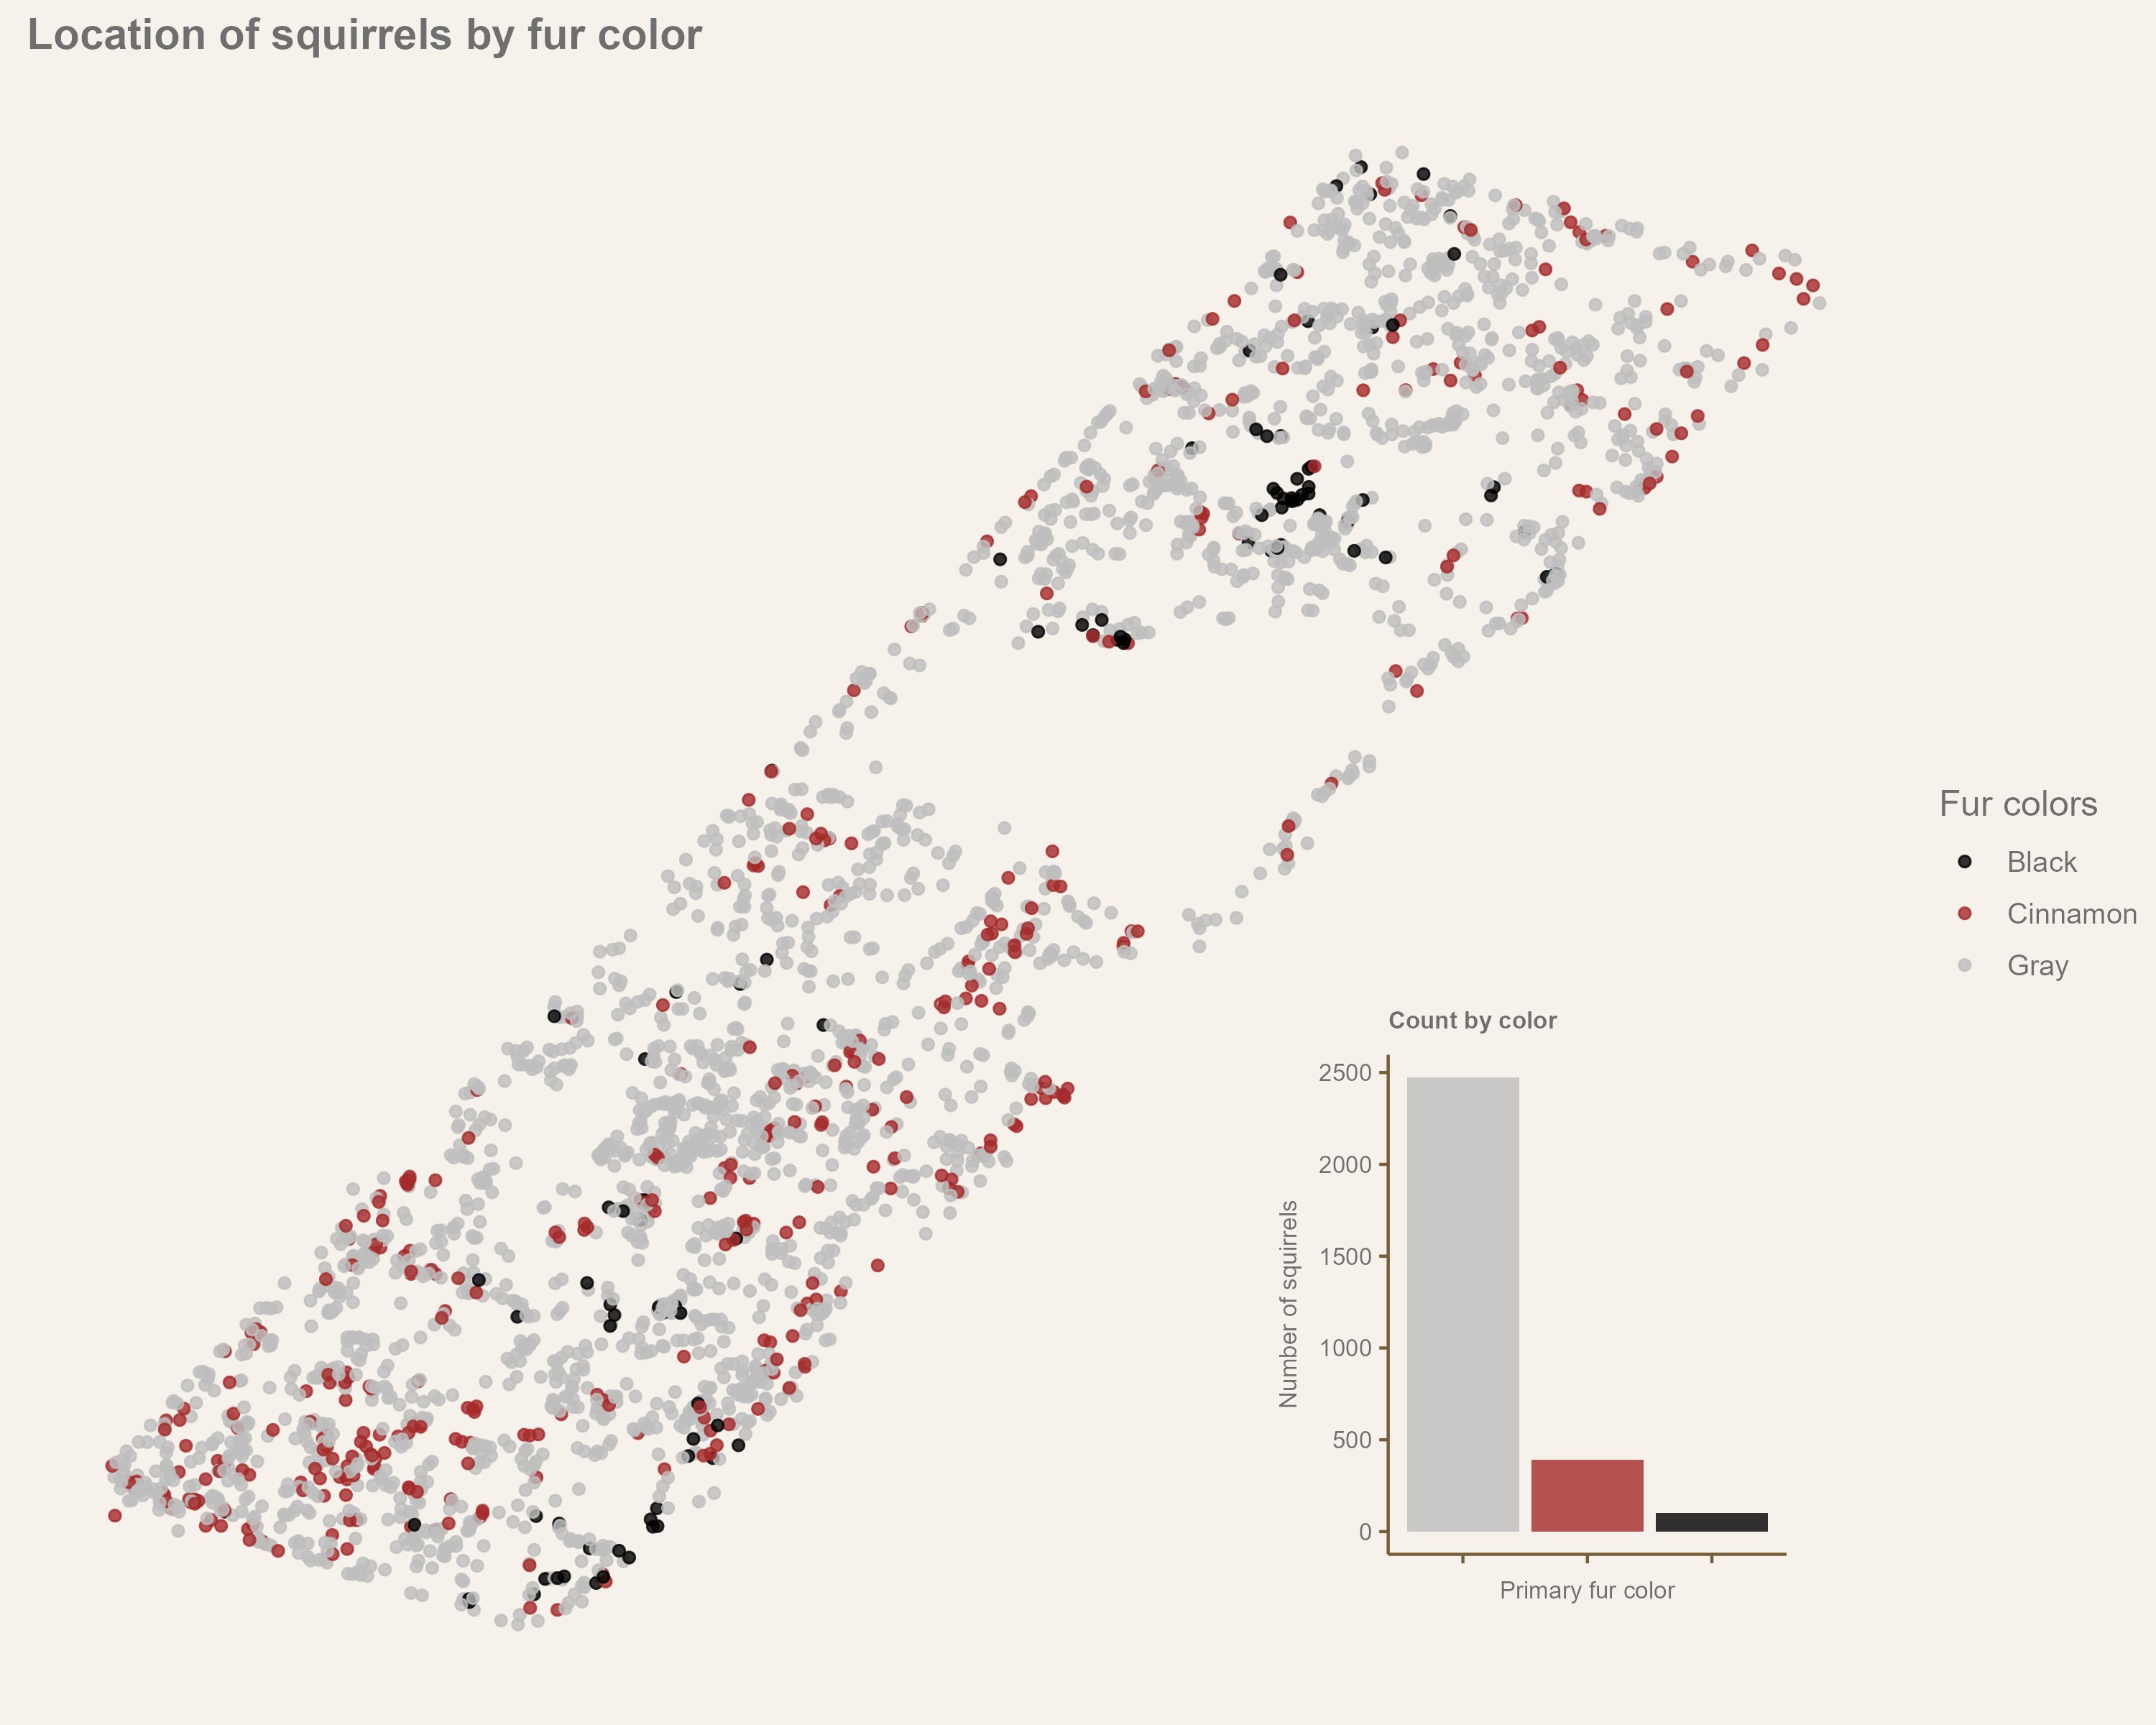 Location of squirrels by fur color
Fur colors
Black
Cinnamon
Gray
Count by color
2500
2000
1500
1000
500
0
Number of squirrels
Primary fur color